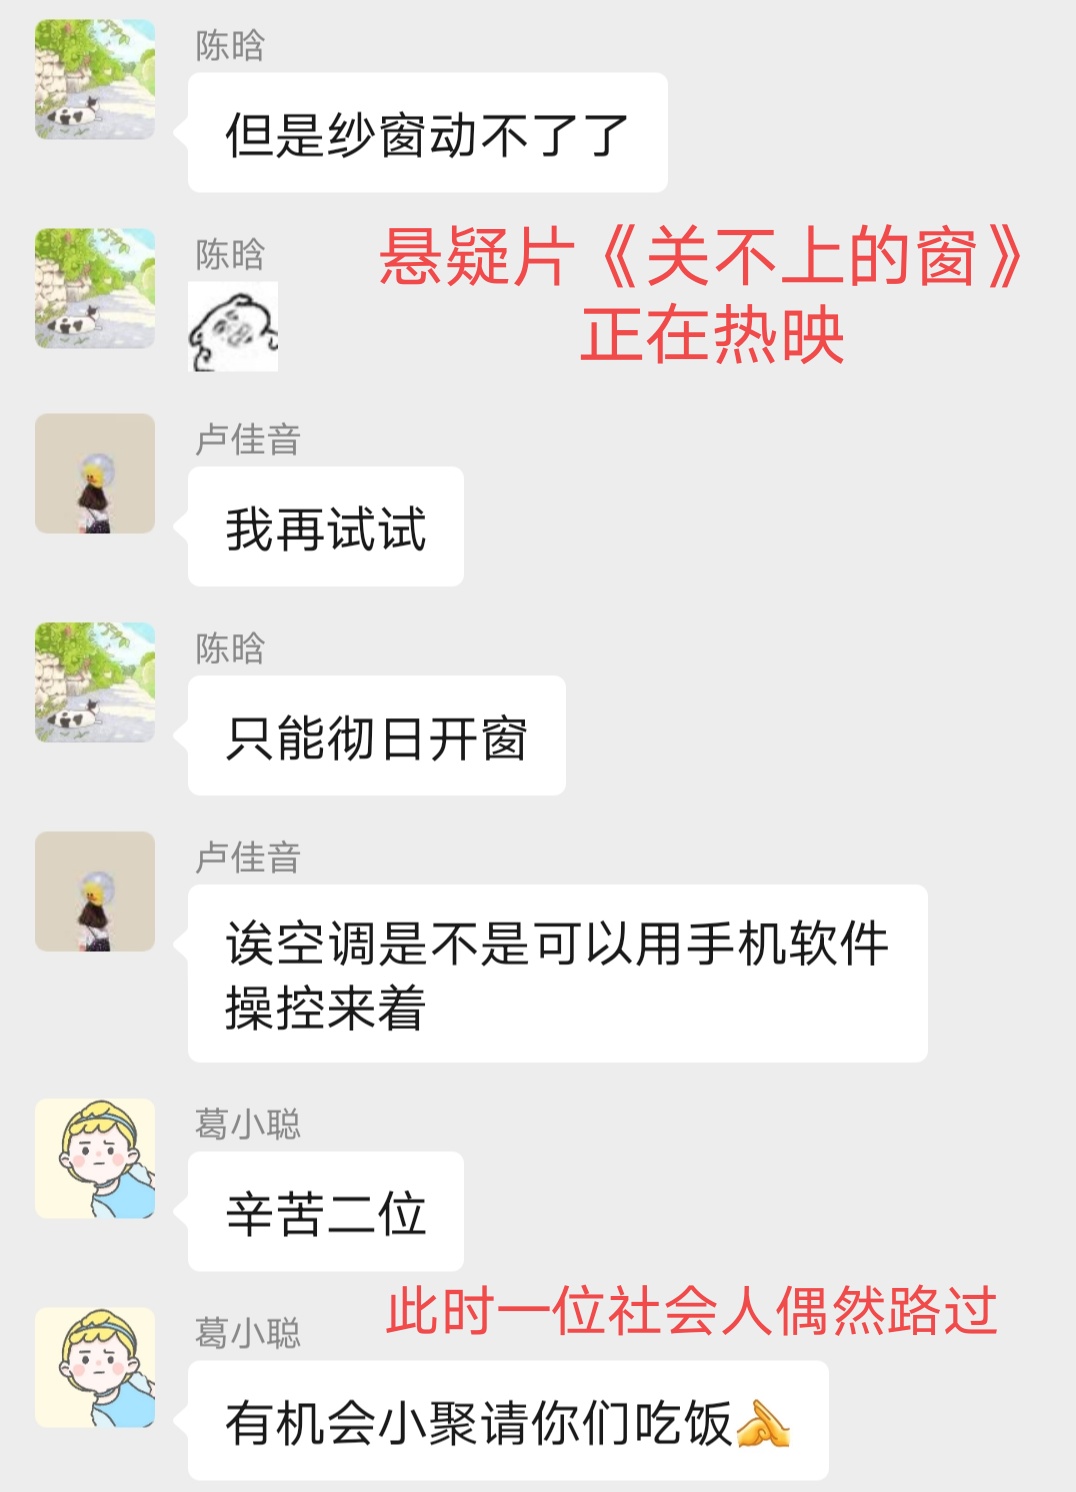 陈晗
但是纱窗动不了了
陈晗
悬疑片《关不上的窗》
正在热映
卢佳音
我再试试
陈晗
只能彻日开窗
卢佳音
诶空调是不是可以用手机软件
操控来着
葛小聪
辛苦二位
葛小聪
此时一位社会人偶然路过
有机会小聚请你们吃饭